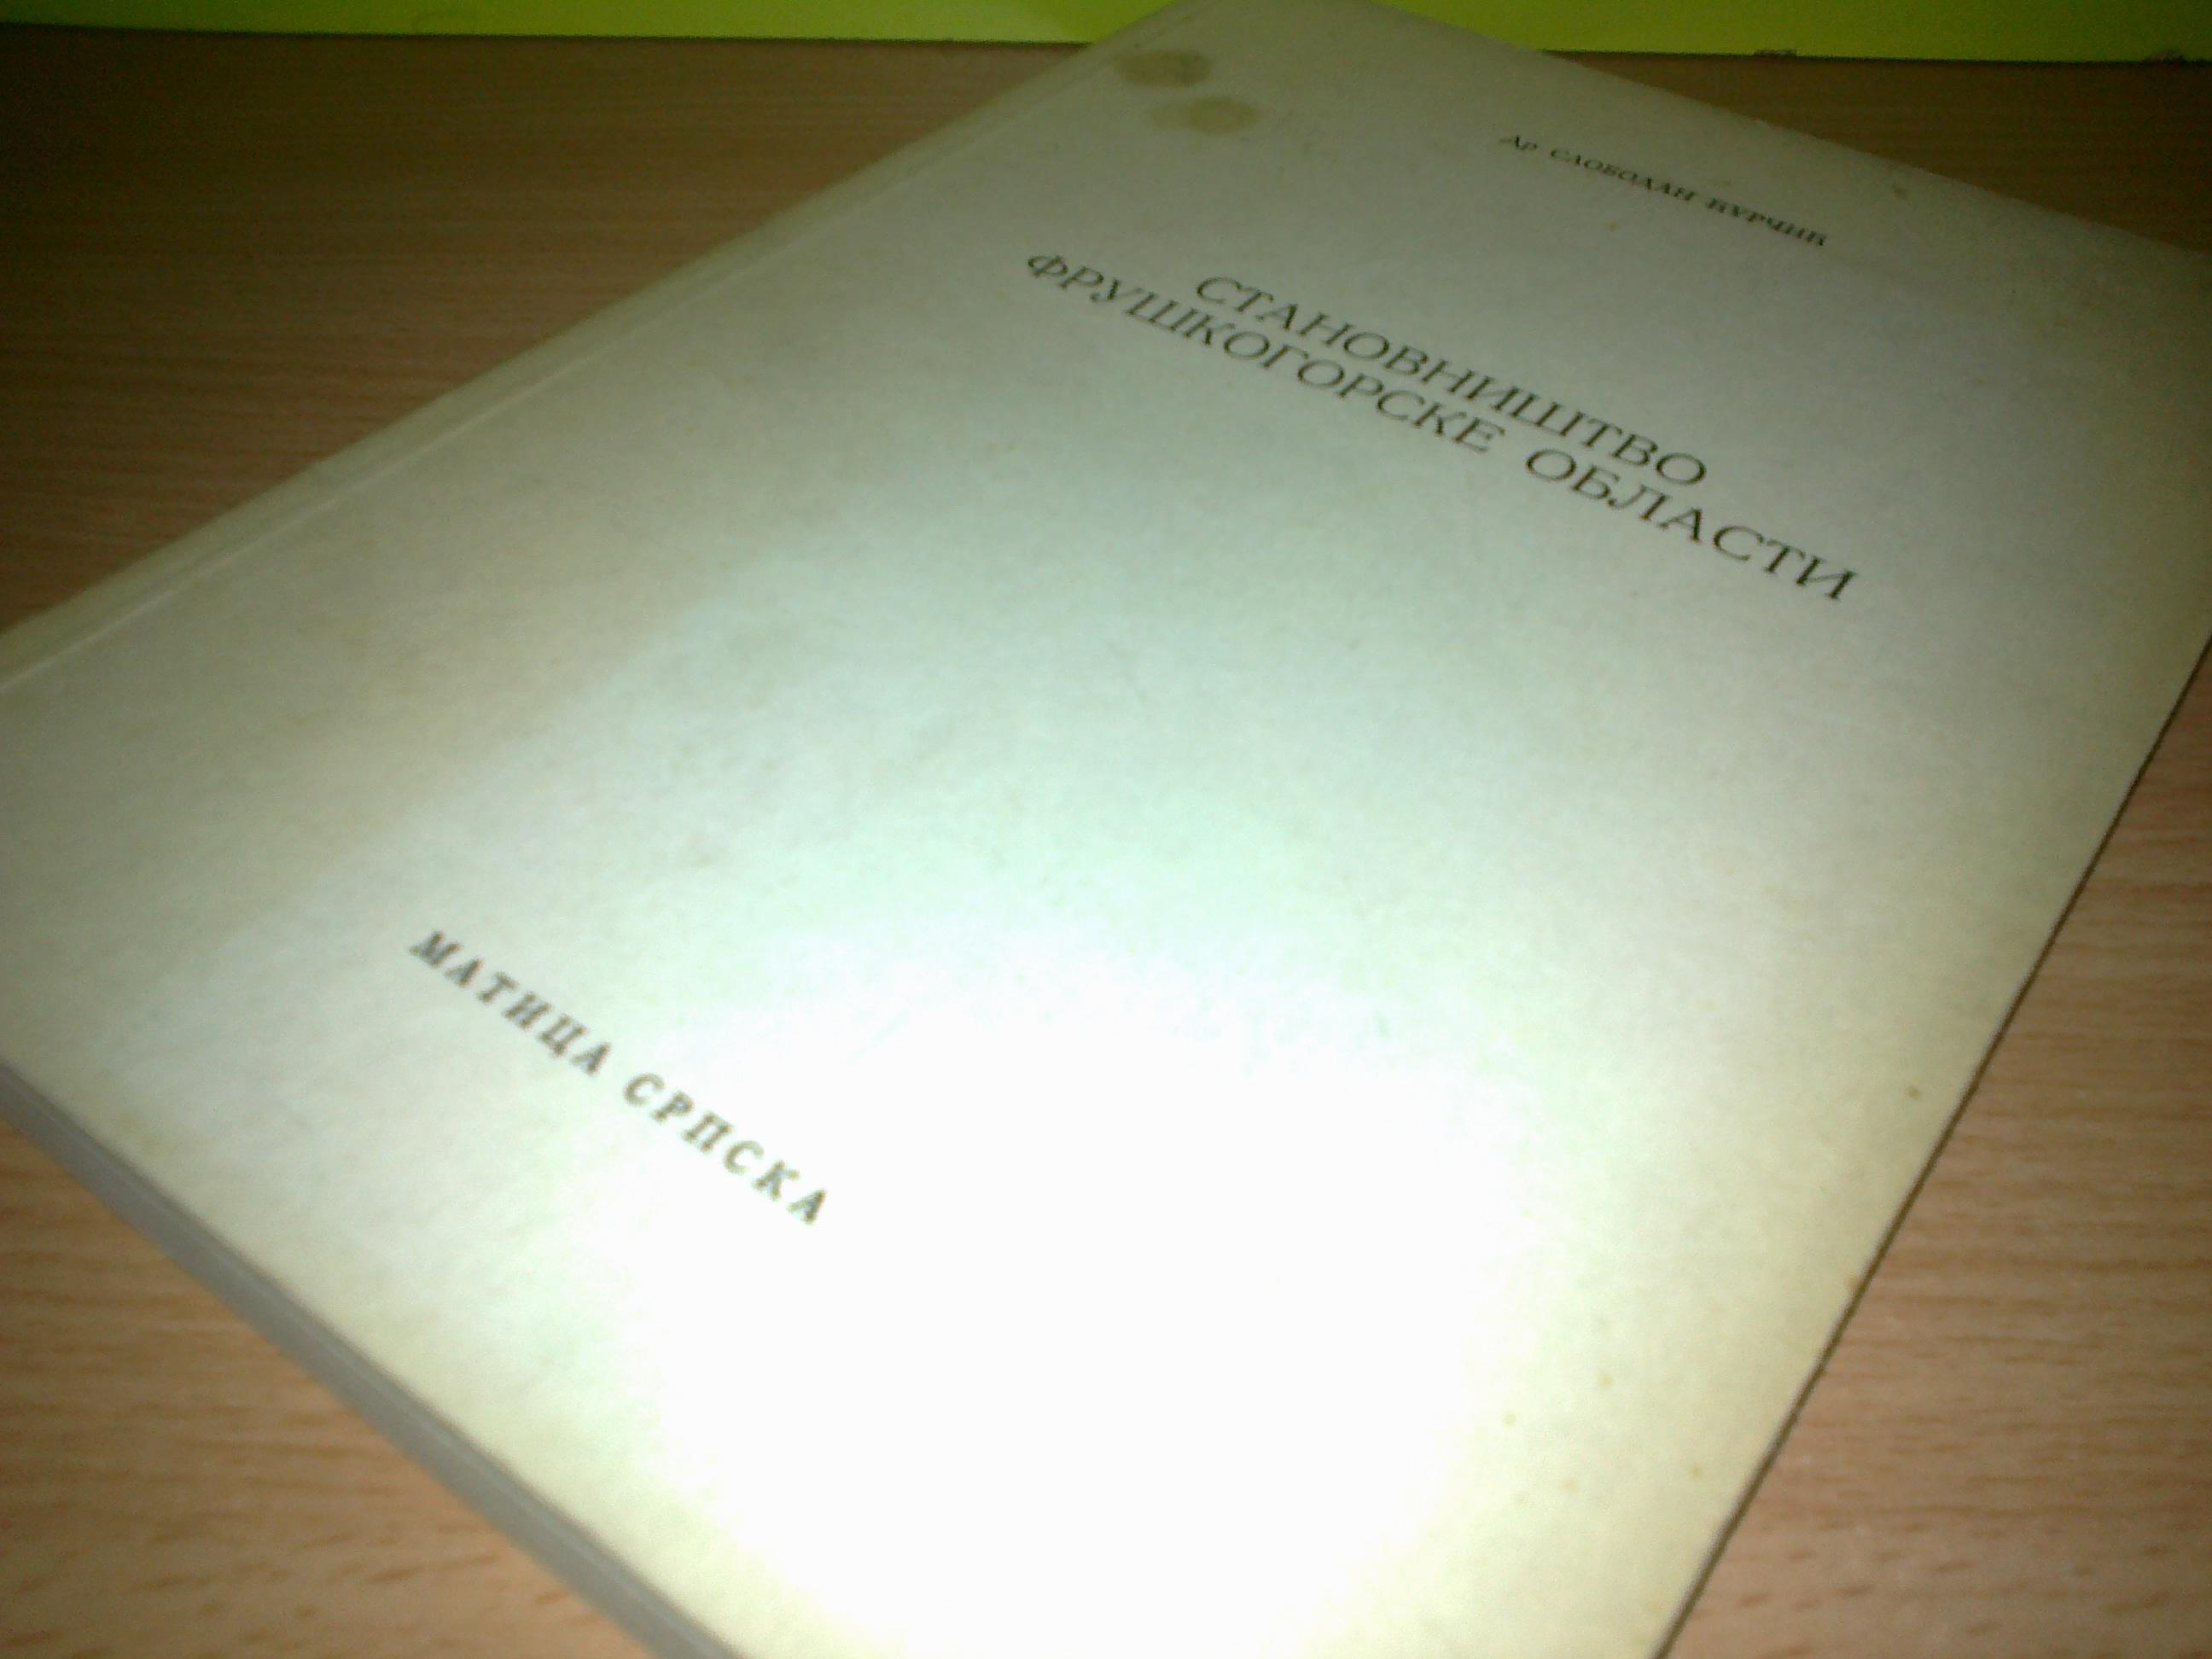 ДР СЛОБОДАН ЋУРЧИЋ
СТАНОВНИШТВО
ФРУШКОГОРСКЕ ОБЛАСТИ
МАТИЦА СРПСКА